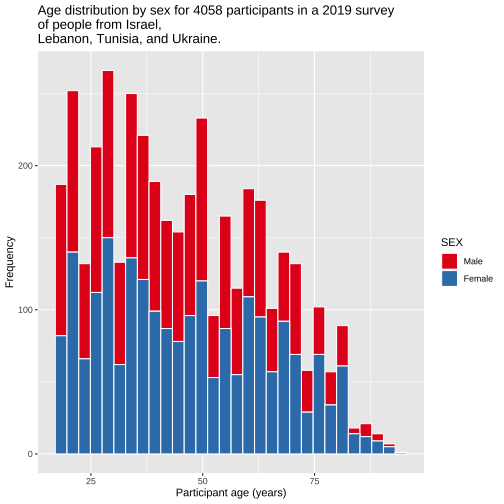 Age distribution by sex for 4058 participants in a 2019 survey
of people from Israel,
Lebanon, Tunisia, and Ukraine.
Frequency
200
100
0
25 50 75
Participant age (years)
SEX
Male
Female